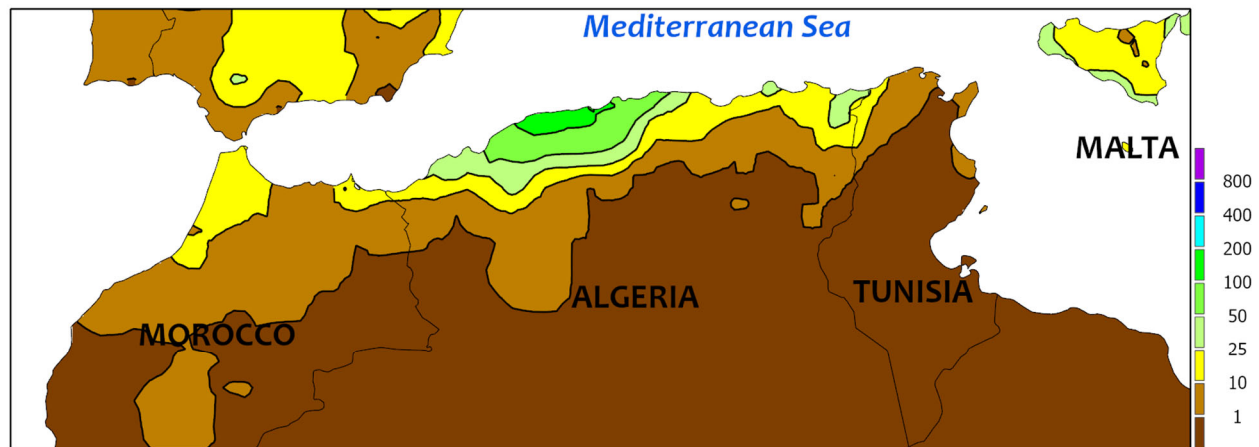 Mediterranean Sea
MALTA
ALGERIA
TUNISIA
MOROCCO
800
400
200
100
50
25
10
1